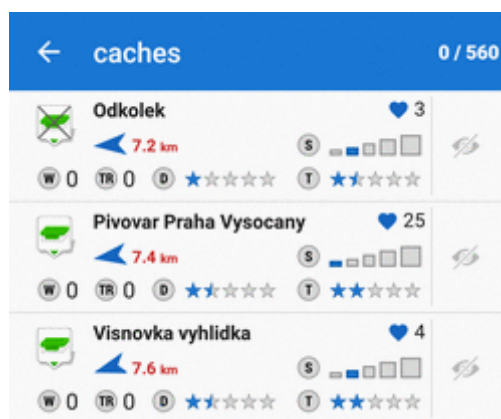 caches 0 / 560
Odkolek 3
7.2 km S
W 0 TR 0 D T
Pivovar Praha Vysocany 25
7.4 km S
W 0 TR 0 D T
Visnovka vyhlidka 4
7.6 km S
W 0 TR 0 D T